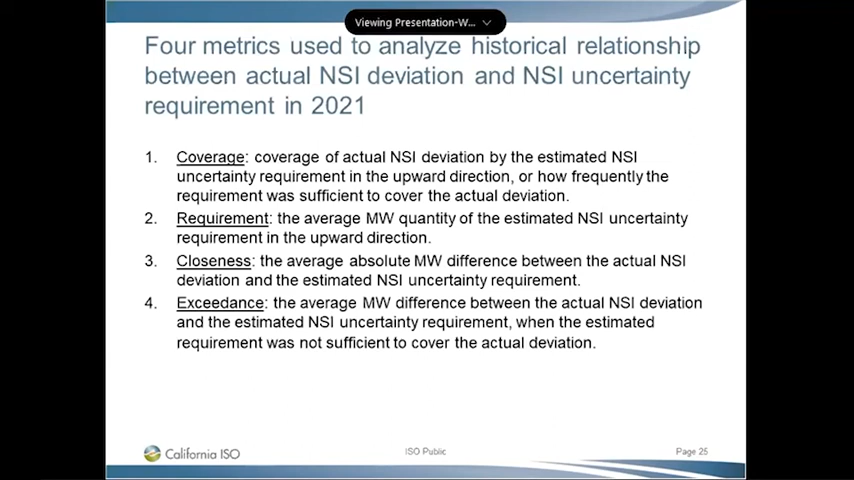 Viewing Presentation-W...
Four metrics used to analyze historical relationship
between actual NSI deviation and NSI uncertainty
requirement in 2021
1. Coverage: coverage of actual NSI deviation by the estimated NSI
uncertainty requirement in the upward direction, or how frequently the
requirement was sufficient to cover the actual deviation.
2. Requirement: the average MW quantity of the estimated NSI uncertainty
requirement in the upward direction.
3. Closeness: the average absolute MW difference between the actual NSI
deviation and the estimated NSI uncertainty requirement.
4. Exceedance: the average MW difference between the actual NSI deviation
and the estimated NSI uncertainty requirement, when the estimated
requirement was not sufficient to cover the actual deviation.
California ISO
ISO Public
Page 25